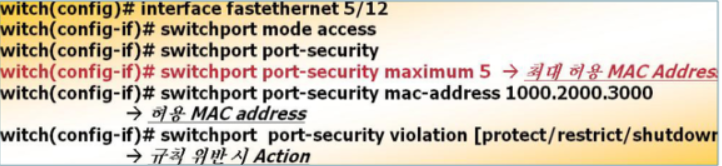 witch(config)# interface fastethernet 5/12
witch(config-if)# switchport mode access
witch(config-if)# switchport port-security
witch(config-if)# switchport port-security maximum 5 → 최대 허용 MAC Addres
witch(config-if)# switchport port-security mac-address 1000.2000.3000
→ 허용 MAC address
witch(config-if)# switchport port-security violation [protect/restrict/shutdown
→ 규칙 위반 시 Action